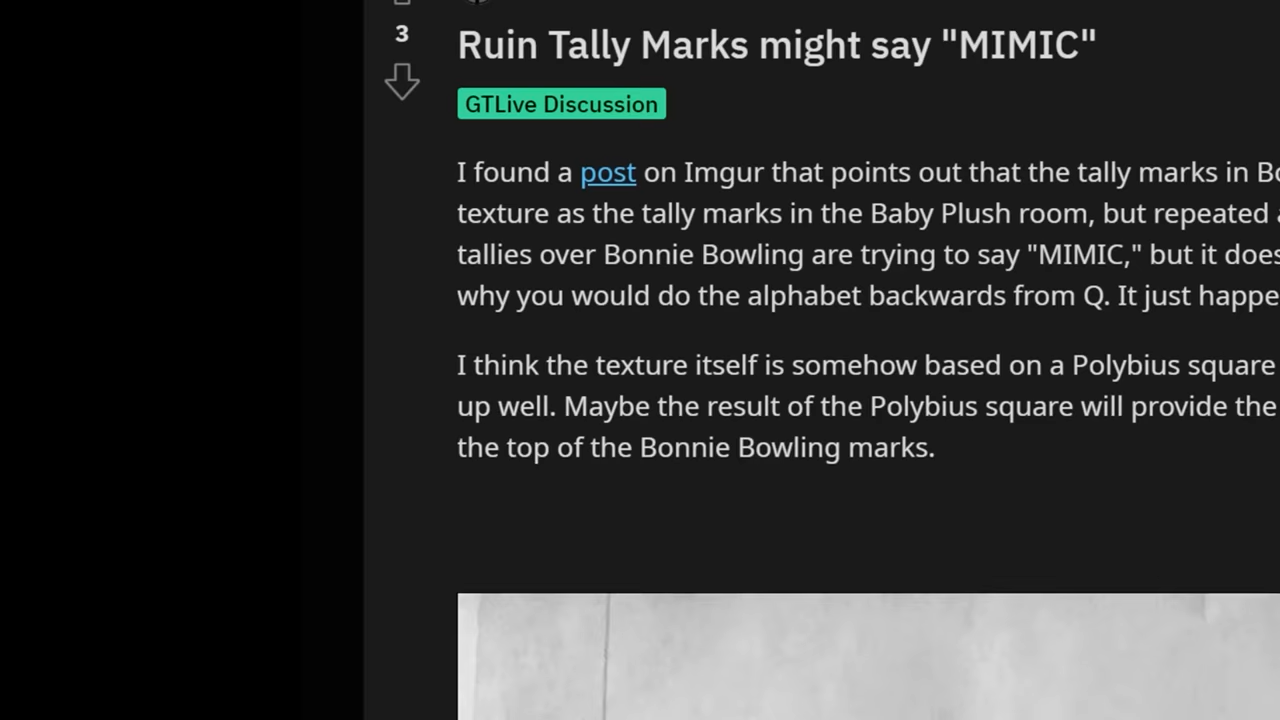 3
Ruin Tally Marks might say "MIMIC"
GTLive Discussion
I found a post on Imgur that points out that the tally marks in
texture as the tally marks in the Baby Plush room, but repeated
tallies over Bonnie Bowling are trying to say "MIMIC," but it does
why you would do the alphabet backwards from Q. It just happe
I think the texture itself is somehow based on a Polybius square
up well. Maybe the result of the Polybius square will provide the
the top of the Bonnie Bowling marks.